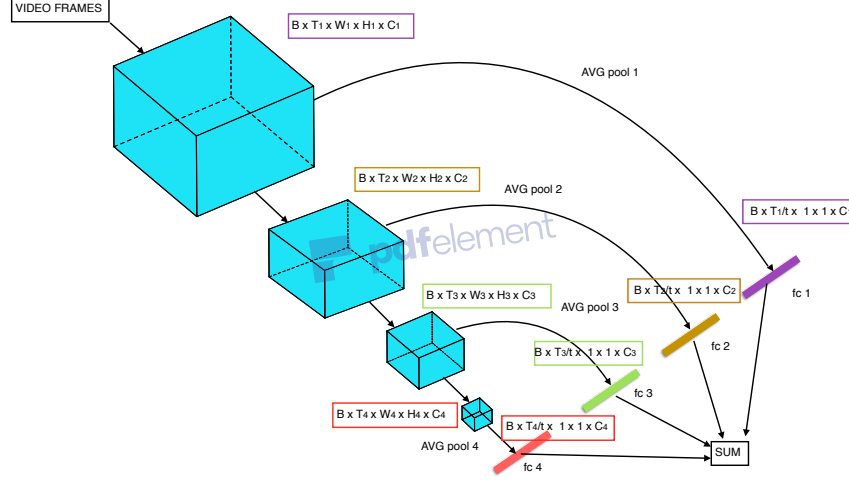 VIDEO FRAMES
B x T1 x W1 x H1 x C1
AVG pool 1
B x T2 x W2 x H2 x C2
AVG pool 2
B x T1/t x 1 x 1 x C
pdfelement
B x T3 x W3 x H3 x C3
AVG pool 3
B x T2/t x 1 x 1 x C2
fc 1
fc 2
B x T3/t x 1 x 1 x C3
fc 3
B x T4 x W4 x H4 x C4
B x T4/t x 1 x 1 x C4
AVG pool 4
SUM
fc 4